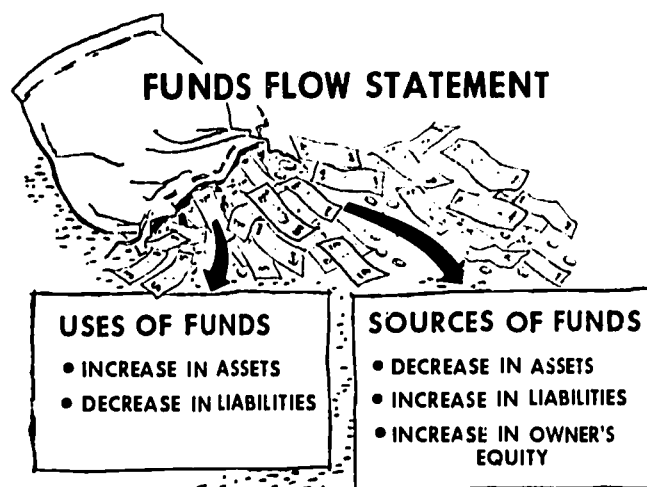 FUNDS FLOW STATEMENT
USES OF FUNDS
• INCREASE IN ASSETS
• DECREASE IN LIABILITIES
SOURCES OF FUNDS
• DECREASE IN ASSETS
• INCREASE IN LIABILITIES
• INCREASE IN OWNER'S
EQUITY